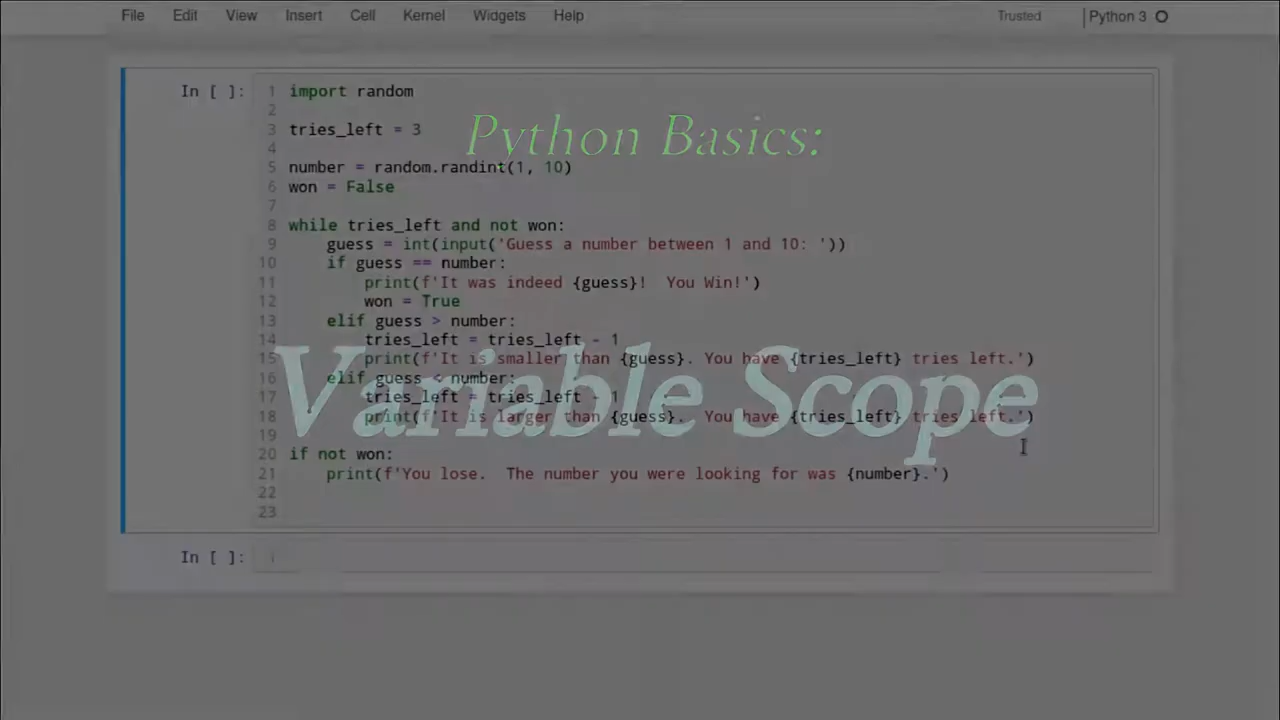 File Edit View Insert Cell Kernel Widgets Help Trusted Python 3
Python Basics:
Variable Scope
In [ ]:
1 import random
2
3 tries_left = 3
4
5 number = random.randint(1, 10)
6 won = False
7
8 while tries_left and not won:
9     guess = int(input('Guess a number between 1 and 10: '))
10     if guess == number:
11         print(f'It was indeed {guess}!  You Win!')
12         won = True
13     elif guess > number:
14         tries_left = tries_left - 1
15         print(f'It is smaller than {guess}. You have {tries_left} tries left.')
16     elif guess < number:
17         tries_left = tries_left - 1
18         print(f'It is larger than {guess}.  You have {tries_left} tries left.')
19
20 if not won:
21     print(f'You lose.  The number you were looking for was {number}.')
22
23
In [ ]: 1